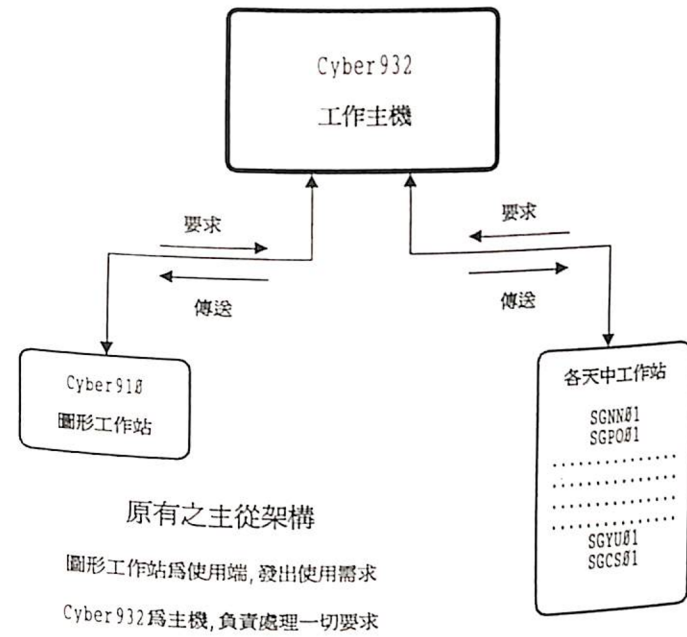 Cyber932
工作主機
要求
要求
傳送
傳送
Cyber910
圖形工作站
各天中工作站
SGNN01
SGPO01
..............
..............
..............
..............
SGYU01
SGCS01
原有之主從架構
圖形工作站爲使用端,發出使用需求
Cyber932爲主機,負責處理一切要求